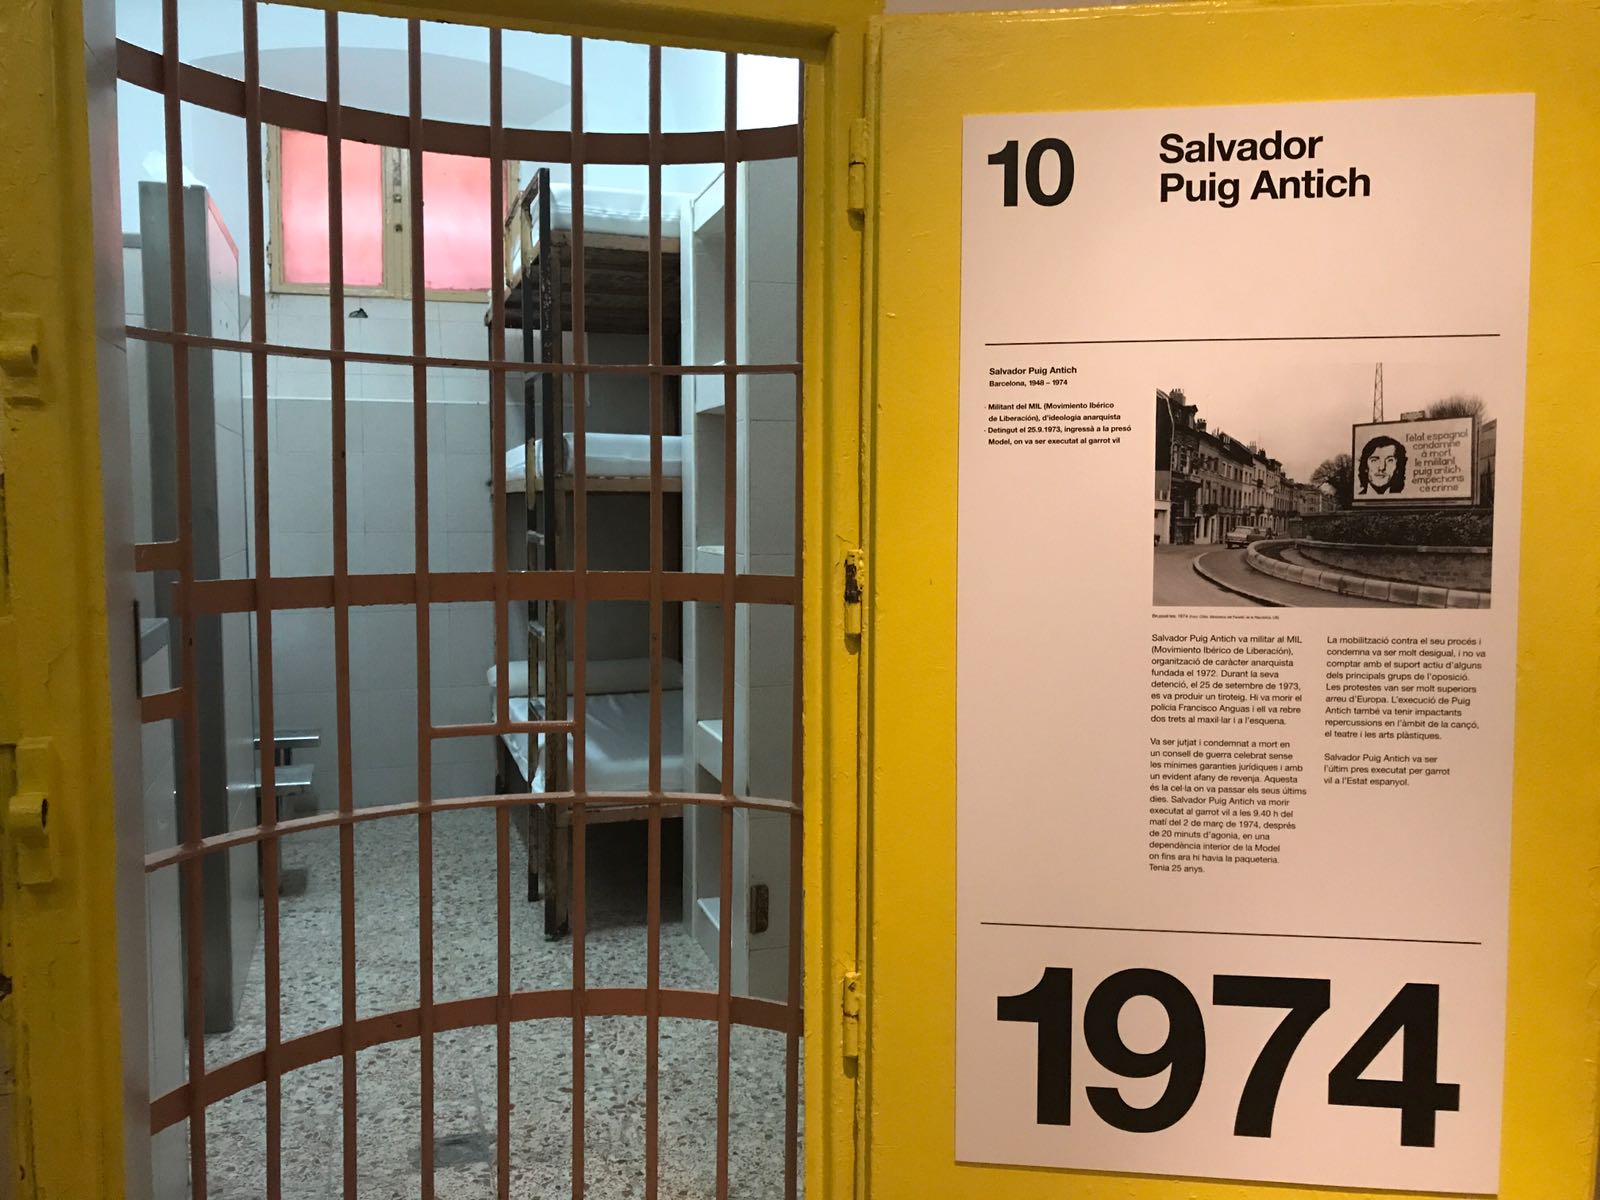 10
Salvador
Puig Antich
Salvador Puig Antich
Barcelona, 1948 – 1974
· Militant del MIL (Movimiento Ibérico
de Liberación), d'ideologia anarquista
· Detingut el 25.9.1973, ingressà a la presó
Model, on va ser executat al garrot vil
l'état espagnol
condamne
à mort
le militant
puig antich
empechons
ce crime
Salvador Puig Antich va militar al MIL
(Movimiento Ibérico de Liberación),
organització de caràcter anarquista
fundada el 1972. Durant la seva
detenció, el 25 de setembre de 1973,
es va produir un tiroteig. Hi va morir el
policia Francisco Anguas i ell va rebre
dos trets al maxil·lar i a l'esquena.
Va ser jutjat i condemnat a mort en
un consell de guerra celebrat sense
les mínimes garanties jurídiques i amb
un evident afany de revenja. Aquesta
és la cel·la on va passar els seus últims
dies. Salvador Puig Antich va morir
executat al garrot vil a les 9.40 h del
matí del 2 de març de 1974, després
de 20 minuts d'agonia, en una
dependència interior de la Model
on fins ara hi havia la paqueteria.
Tenia 25 anys.
La mobilització contra el seu procés i
condemna va ser molt desigual, i no va
comptar amb el suport actiu d'alguns
dels principals grups de l'oposició.
Les protestes van ser molt superiors
arreu d'Europa. L'execució de Puig
Antich també va tenir impactants
repercussions en l'àmbit de la cançó,
el teatre i les arts plàstiques.
Salvador Puig Antich va ser
l'últim pres executat per garrot
vil a l'Estat espanyol.
1974